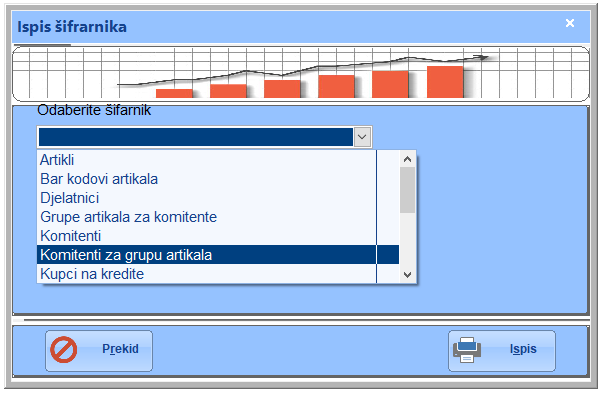 Ispis šifrarnika
Odaberite šifarnik
Artikli
Bar kodovi artikala
Djelatnici
Grupe artikala za komitente
Komitenti
Komitenti za grupu artikala
Kupci na kredite
Prekid
Ispis